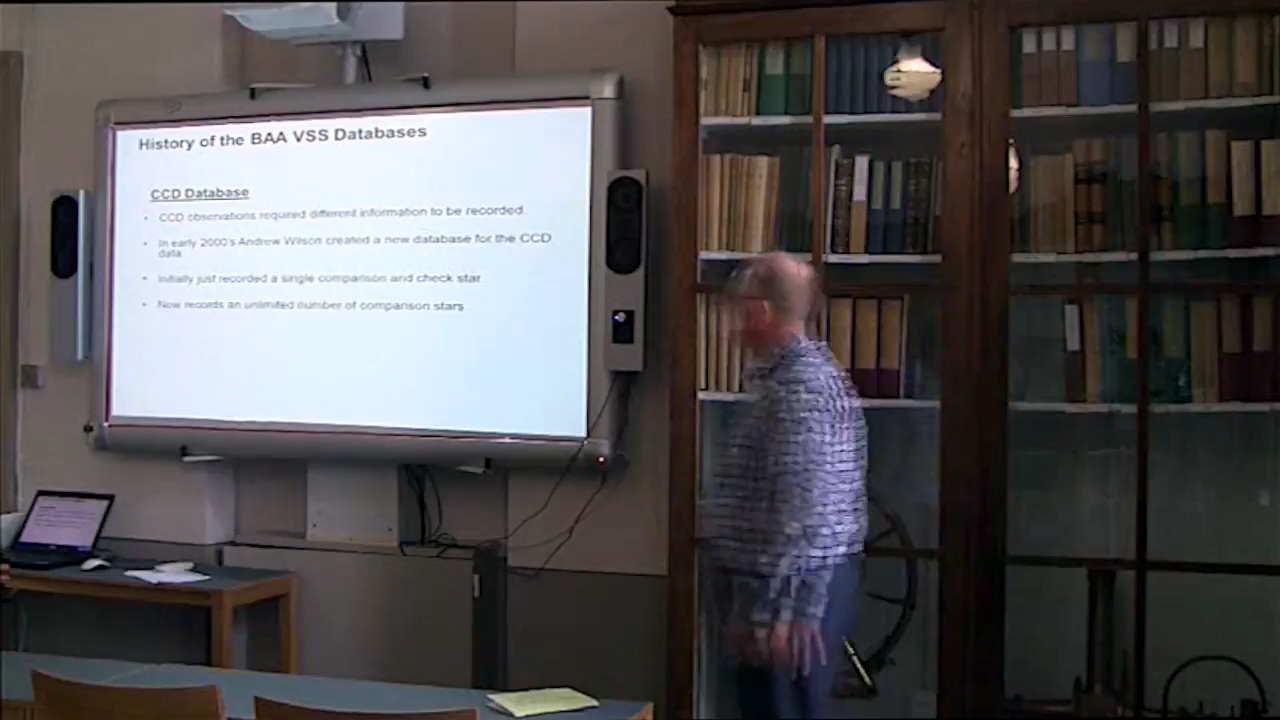 History of the BAA VSS Databases
CCD Database
• CCD observations required different information to be recorded.
• In early 2000's Andrew Wilson created a new database for the CCD
data.
• Initially just recorded a single comparison and check star
• Now records an unlimited number of comparison stars